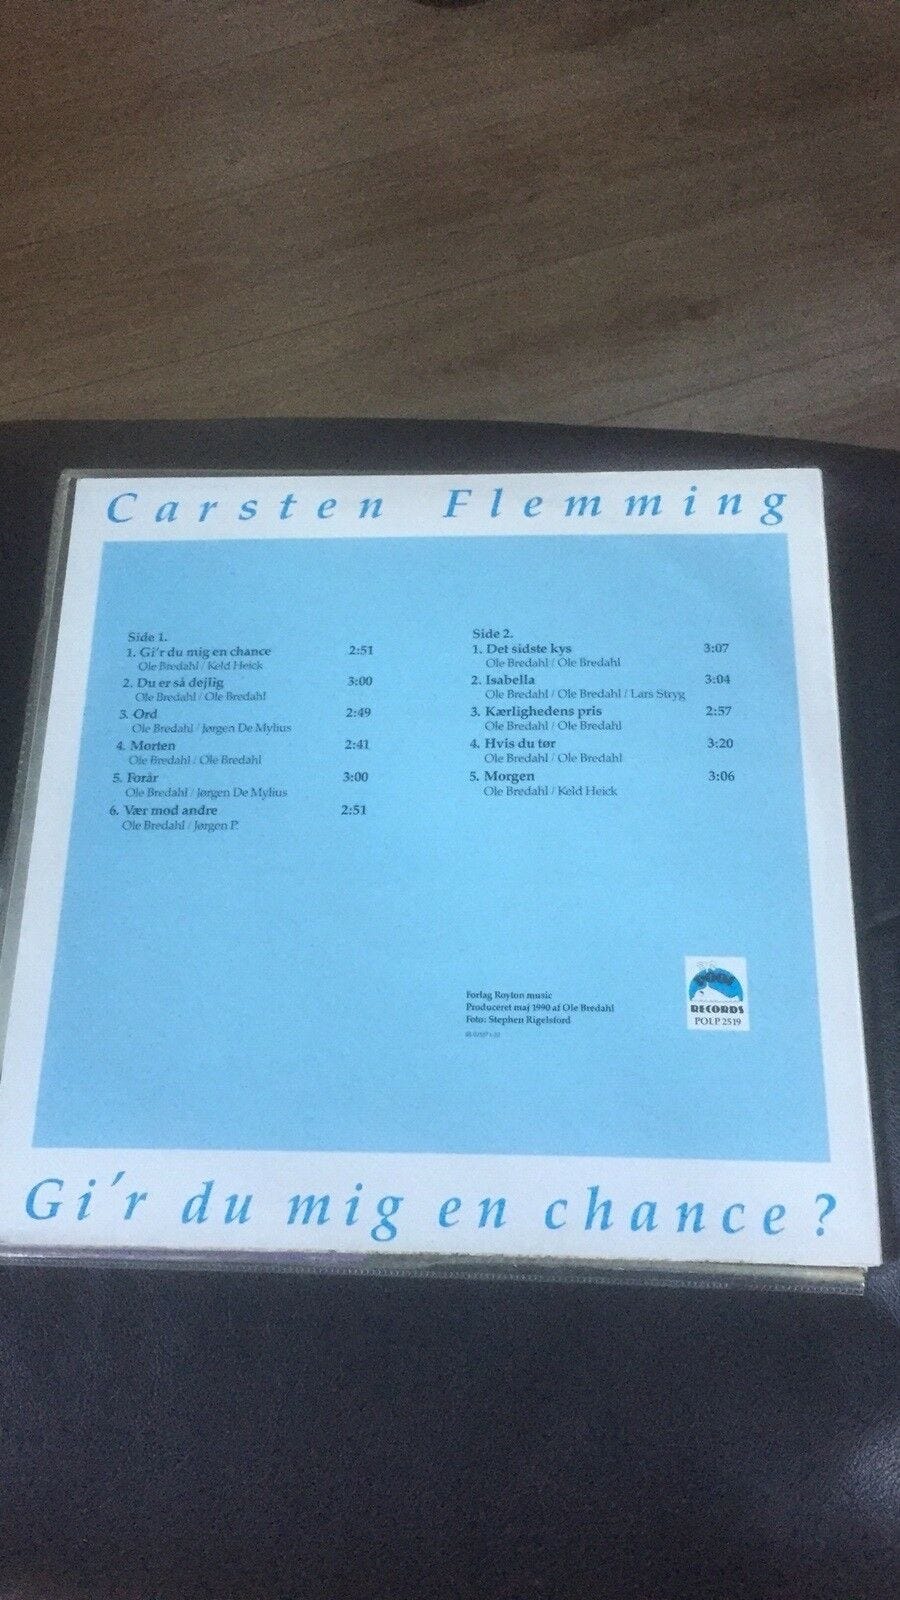 Carsten Flemming
Side 1.
1. Gi'r du mig en chance 2:51
Ole Bredahl / Keld Heick
2. Du er så dejlig 3:00
Ole Bredahl / Ole Bredahl
3. Ord 2:49
Ole Bredahl / Jørgen De Mylius
4. Morten 2:41
Ole Bredahl / Ole Bredahl
5. Forår 3:00
Ole Bredahl / Jørgen De Mylius
6. Vær mod andre 2:51
Ole Bredahl / Jørgen P.
Side 2.
1. Det sidste kys 3:07
Ole Bredahl / Ole Bredahl
2. Isabella 3:04
Ole Bredahl / Ole Bredahl / Lars Stryg
3. Kærlighedens pris 2:57
Ole Bredahl / Ole Bredahl
4. Hvis du tør 3:20
Ole Bredahl / Ole Bredahl
5. Morgen 3:06
Ole Bredahl / Keld Heick
Forlag Royton music
Produceret maj 1990 af Ole Bredahl
Foto: Stephen Rigelsford
RECORDS
POLP 2519
Gi'r du mig en chance?